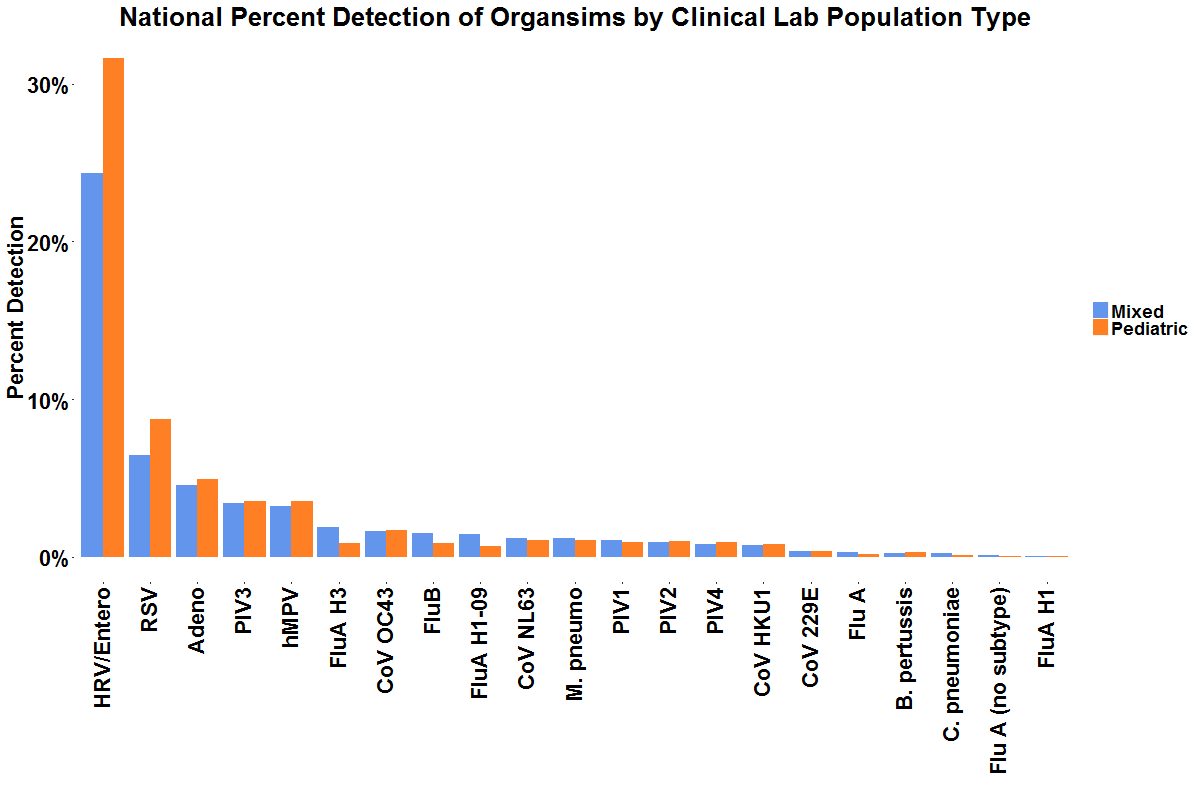 National Percent Detection of Organsims by Clinical Lab Population Type
Percent Detection
30%
20%
10%
0%
HRV/Entero
RSV
Adeno
PIV3
hMPV
FluA H3
CoV OC43
FluB
FluA H1-09
CoV NL63
M. pneumo
PIV1
PIV2
PIV4
CoV HKU1
CoV 229E
Flu A
B. pertussis
C. pneumoniae
Flu A (no subtype)
FluA H1
Mixed
Pediatric